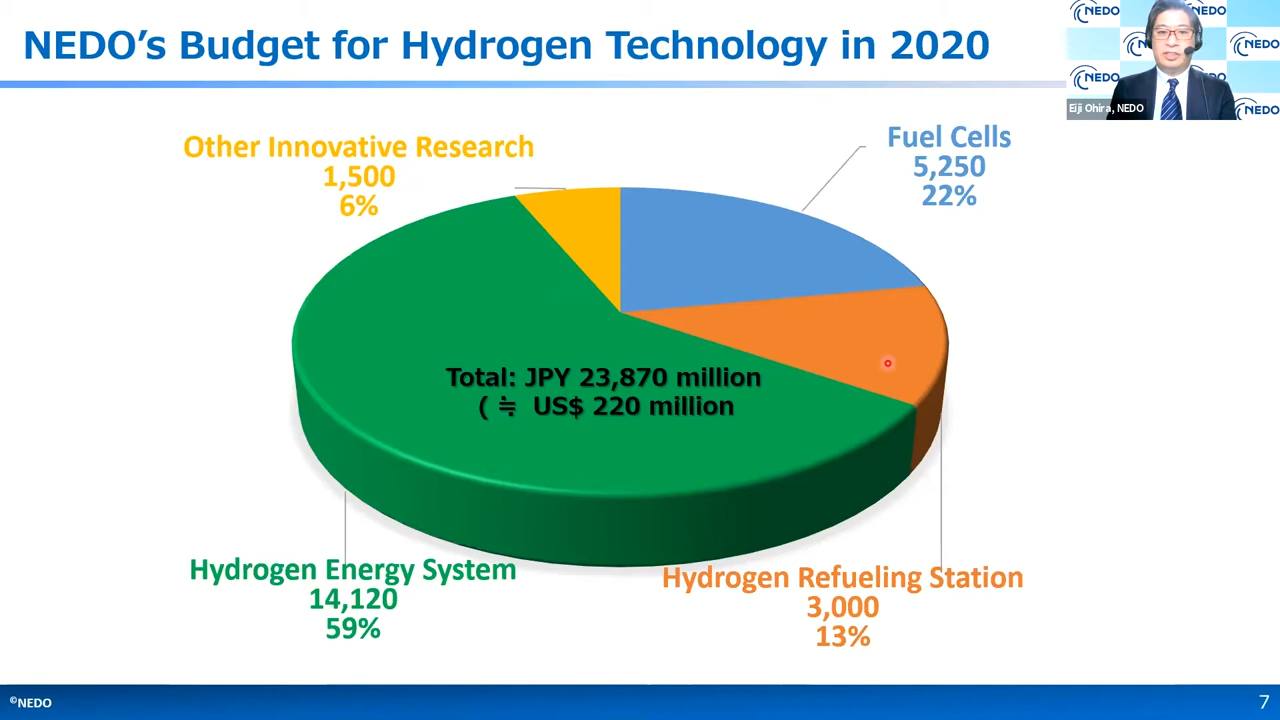 NEDO's Budget for Hydrogen Technology in 2020
NEDO
NEDO
NEDO
NEDO
NEDO
NEDO
Eiji Ohira, NEDO
Other Innovative Research
1,500
6%
Fuel Cells
5,250
22%
Total: JPY 23,870 million
( ≒ US$ 220 million
Hydrogen Energy System
14,120
59%
Hydrogen Refueling Station
3,000
13%
©NEDO
7